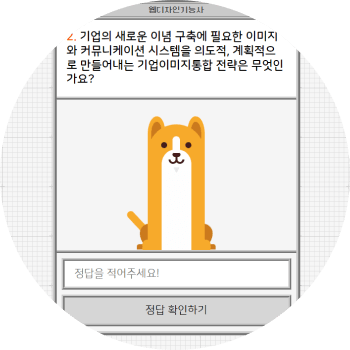 웹디자인기능사
2. 기업의 새로운 이념 구축에 필요한 이미지
와 커뮤니케이션 시스템을 의도적, 계획적으
로 만들어내는 기업이미지통합 전략은 무엇인
가요?
정답을 적어주세요!
정답 확인하기